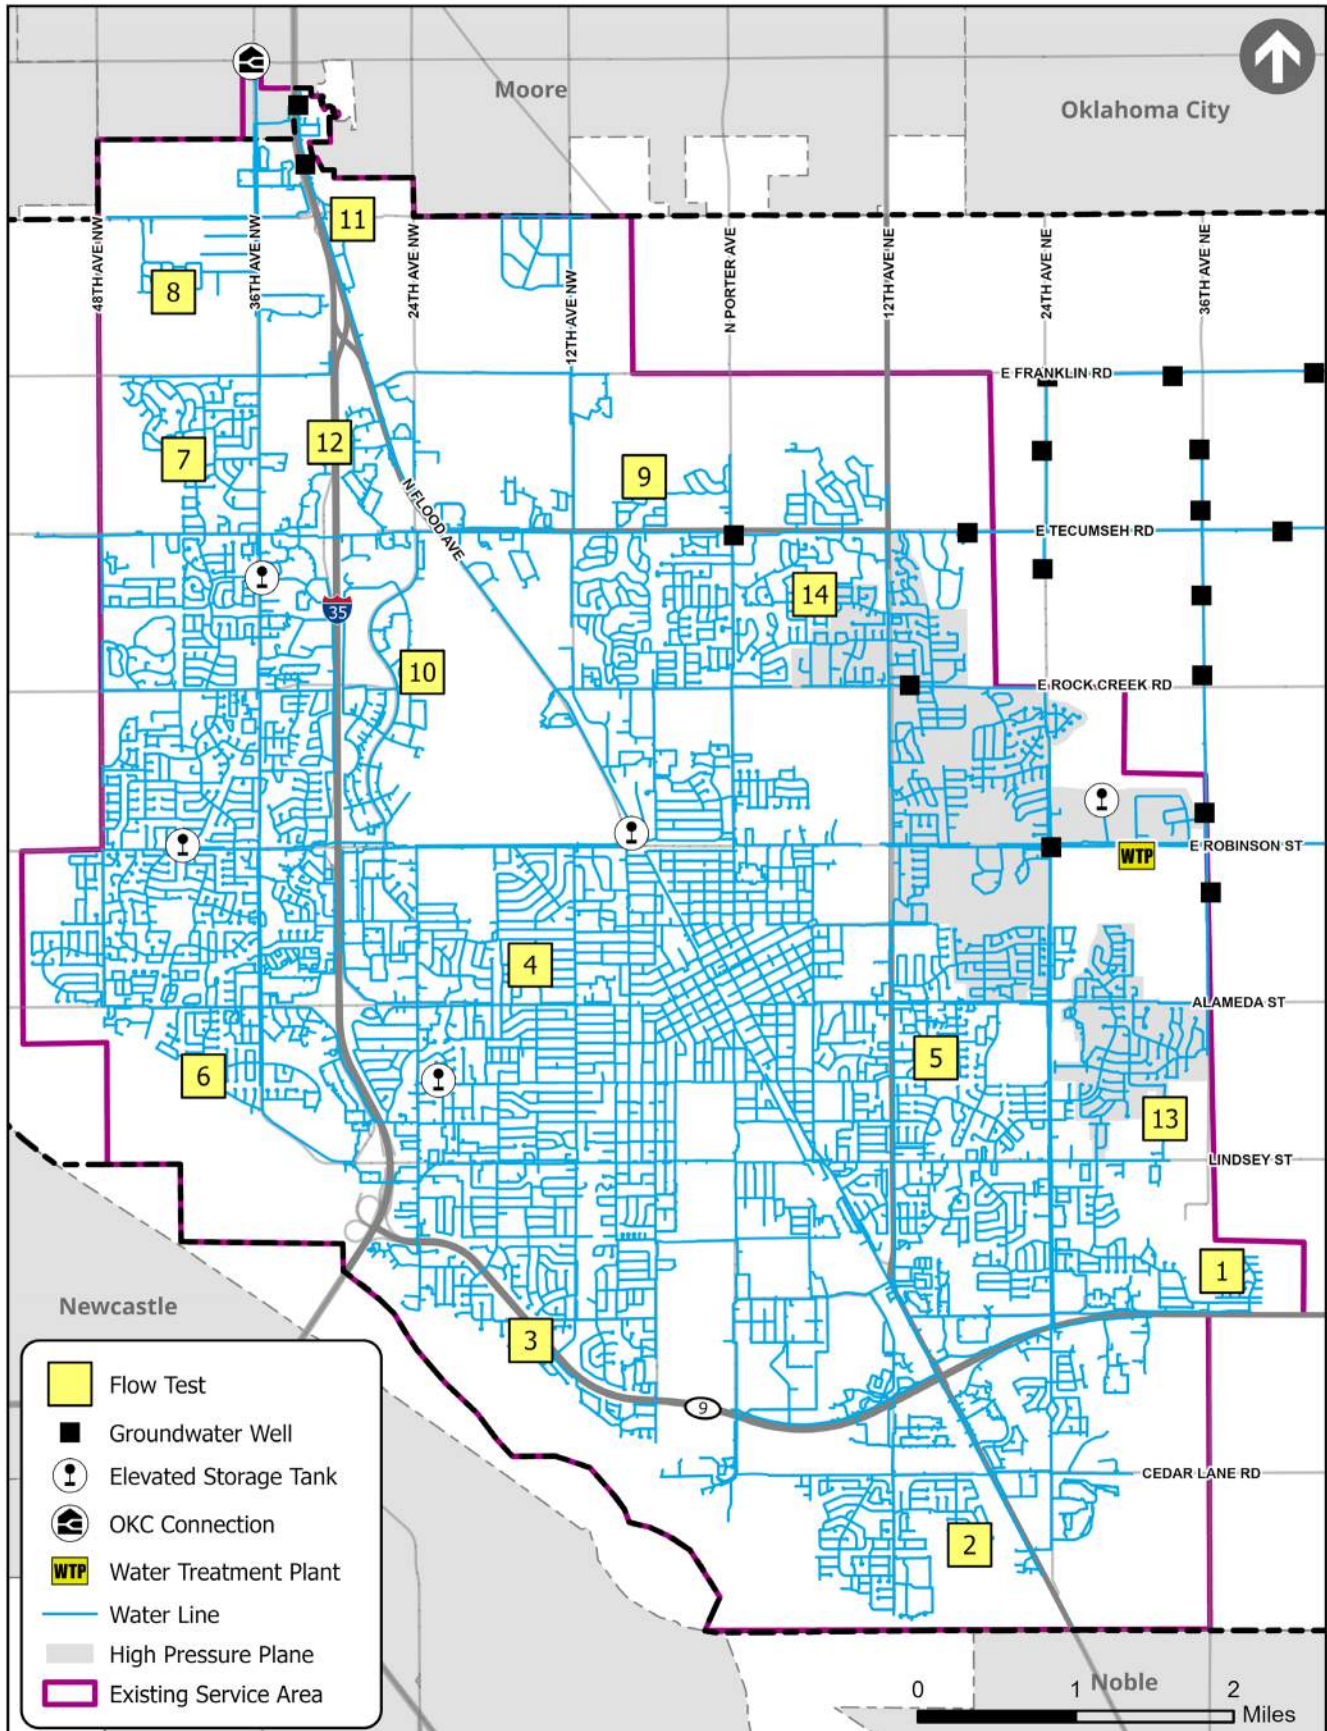 Moore
Oklahoma City
11
48TH AVE NW
36TH AVE NW
24TH AVE NW
12TH AVE NW
N PORTER AVE
12TH AVE NE
24TH AVE NE
36TH AVE NE
8
E FRANKLIN RD
12
7
9
N FLOOD AVE
E TECUMSEH RD
14
35
10
E ROCK CREEK RD
E ROBINSON ST
WTP
4
ALAMEDA ST
5
6
13
LINDSEY ST
1
Newcastle
3
9
CEDAR LANE RD
2
Flow Test
Groundwater Well
Elevated Storage Tank
OKC Connection
WTP Water Treatment Plant
Water Line
High Pressure Plane
Existing Service Area
Noble
0 1 2
Miles